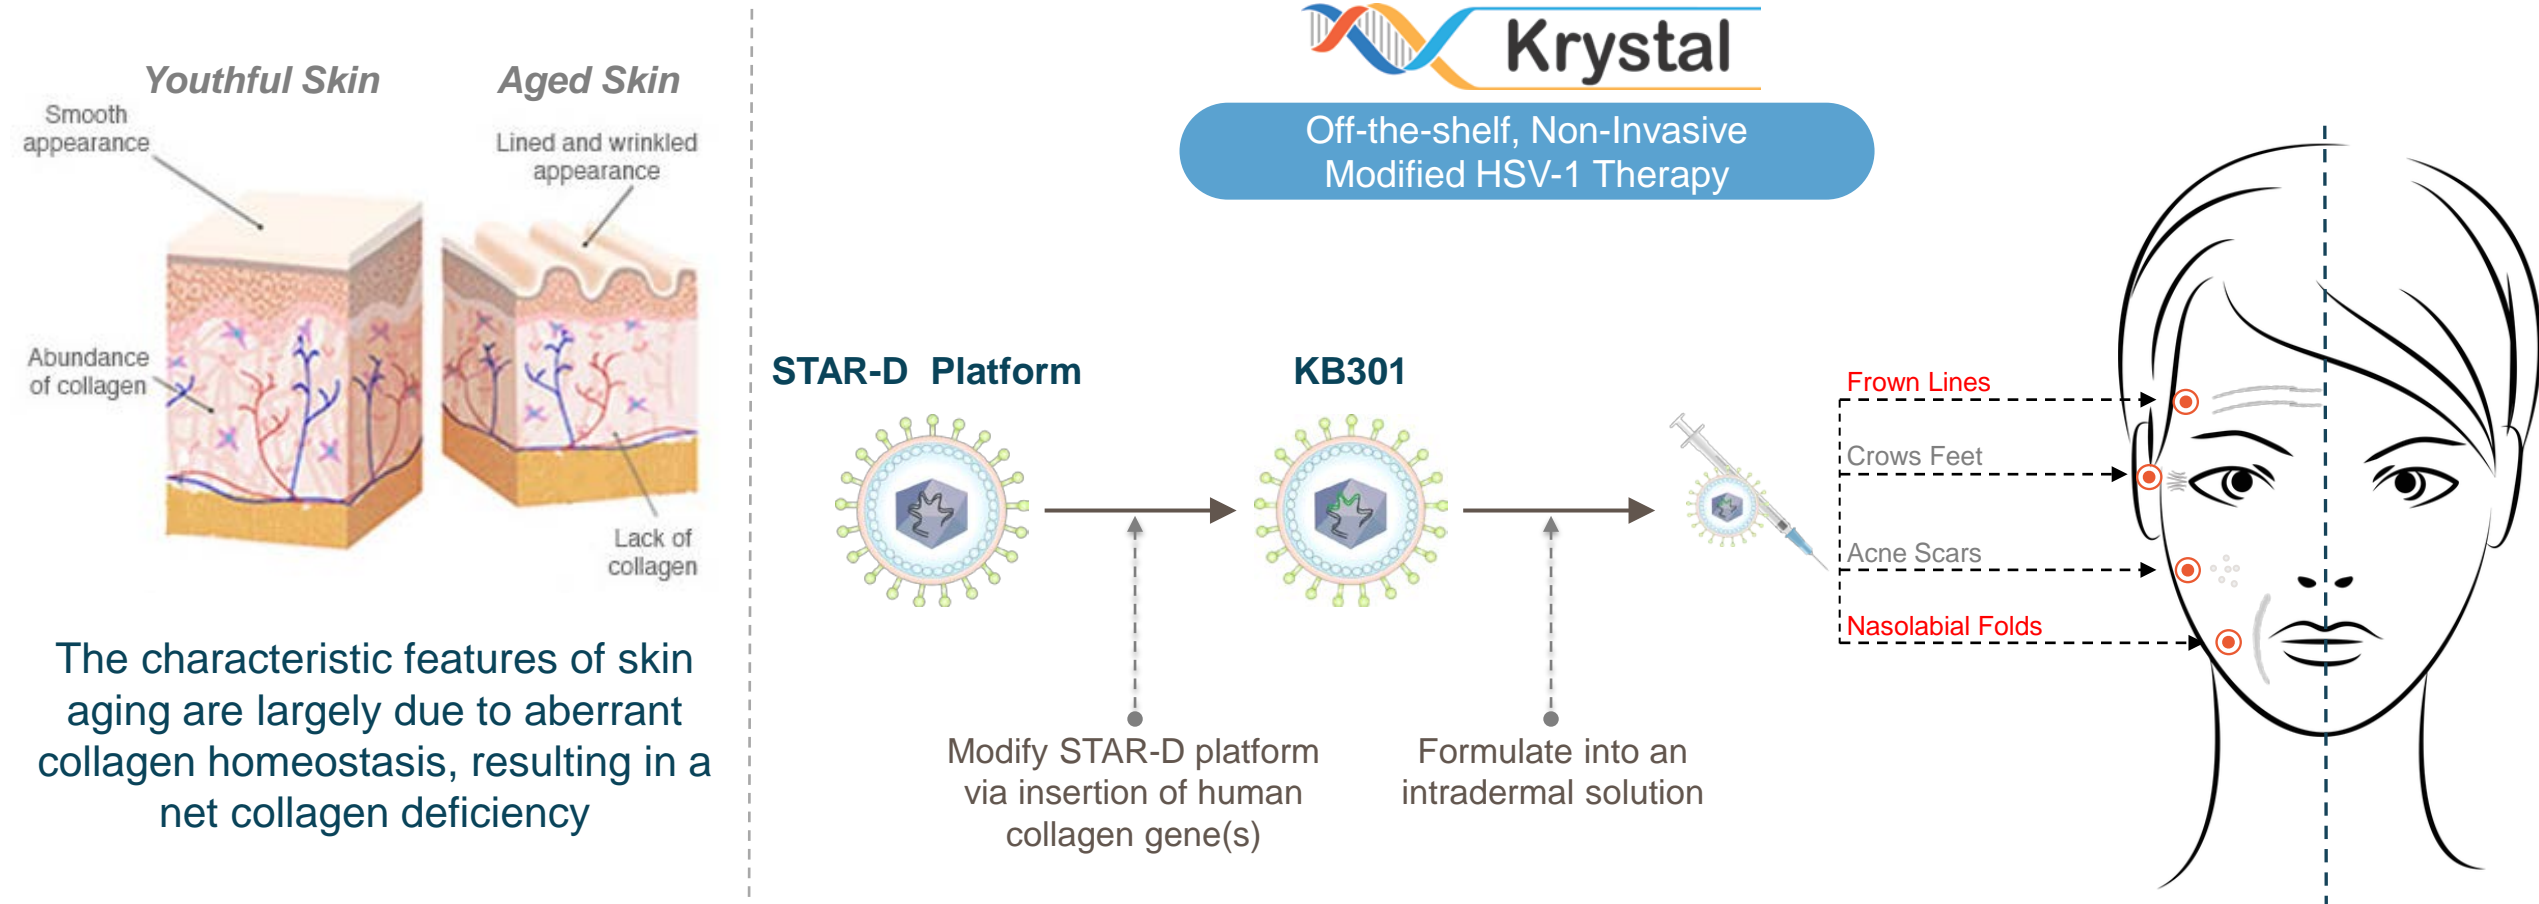 Youthful Skin
Aged Skin
Smooth
appearance
Lined and wrinkled
appearance
Abundance
of collagen
Lack of
collagen
The characteristic features of skin
aging are largely due to aberrant
collagen homeostasis, resulting in a
net collagen deficiency
Krystal
Off-the-shelf, Non-Invasive
Modified HSV-1 Therapy
STAR-D Platform
KB301
Modify STAR-D platform
via insertion of human
collagen gene(s)
Formulate into an
intradermal solution
Frown Lines
Crows Feet
Acne Scars
Nasolabial Folds